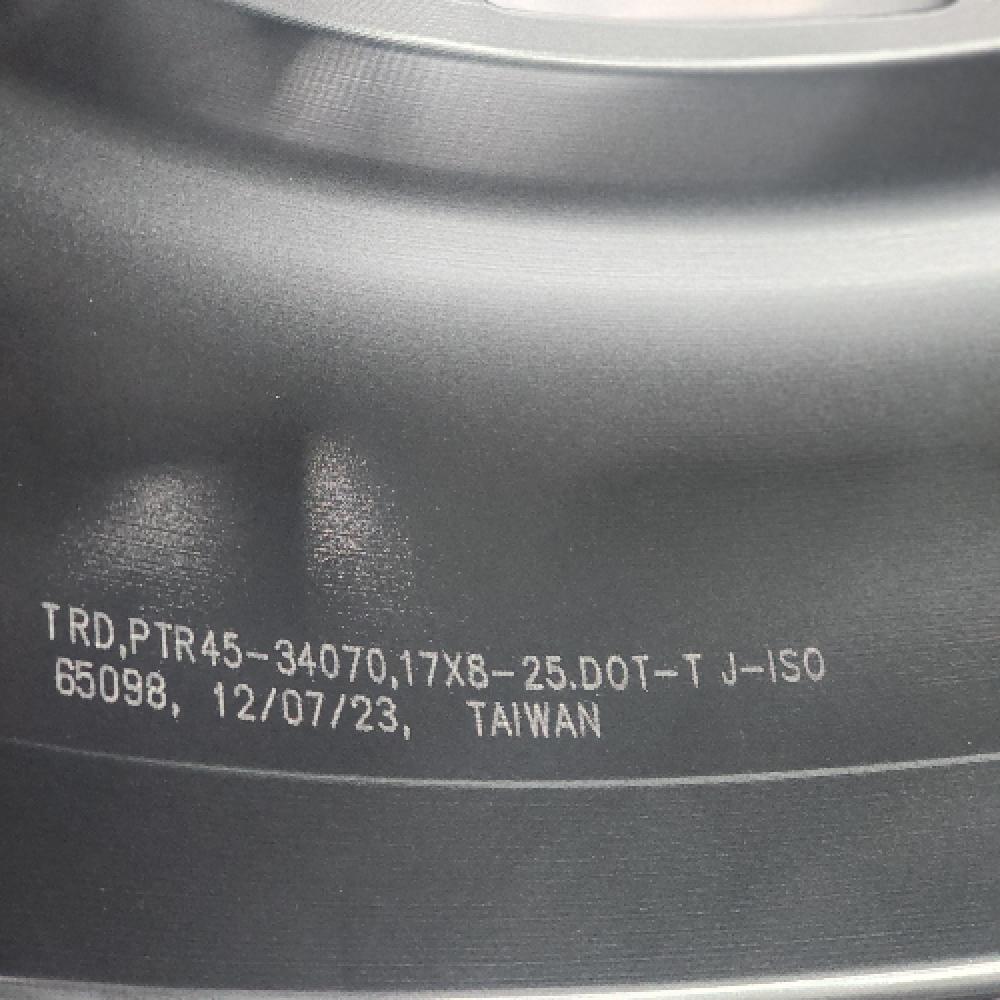 TRD,PTR45-34070,17X8-25.DOT-T J-ISO
65098, 12/07/23, TAIWAN